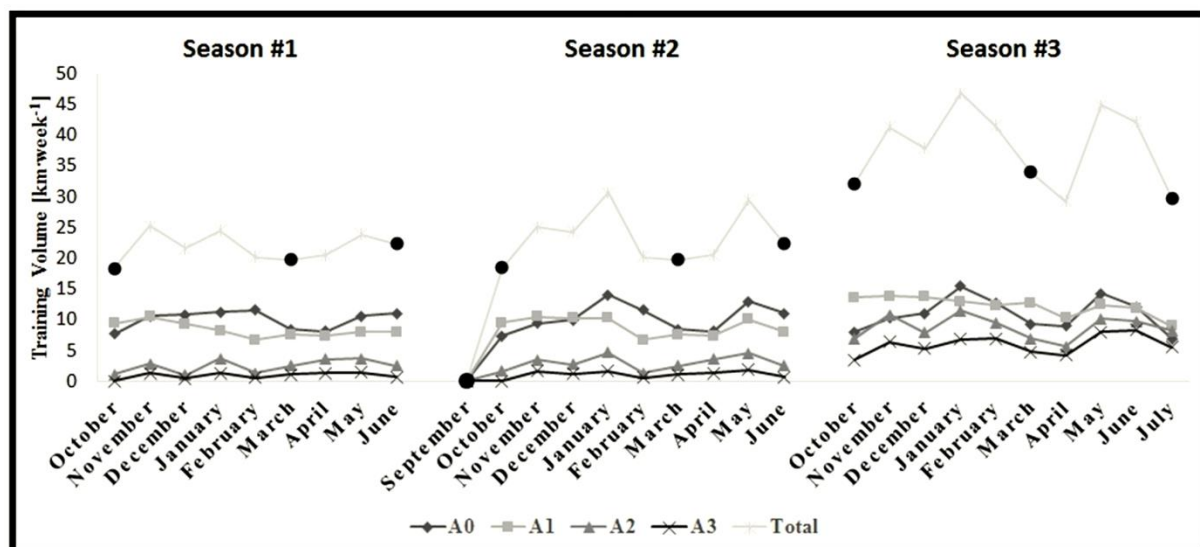 Season #1 Season #2 Season #3
Training Volume [km·week⁻¹]
50
45
40
35
30
25
20
15
10
5
0
October November December January February March April May June
September October November December January February March April May June
October November December January February March April May June July
A0 A1 A2 A3 Total